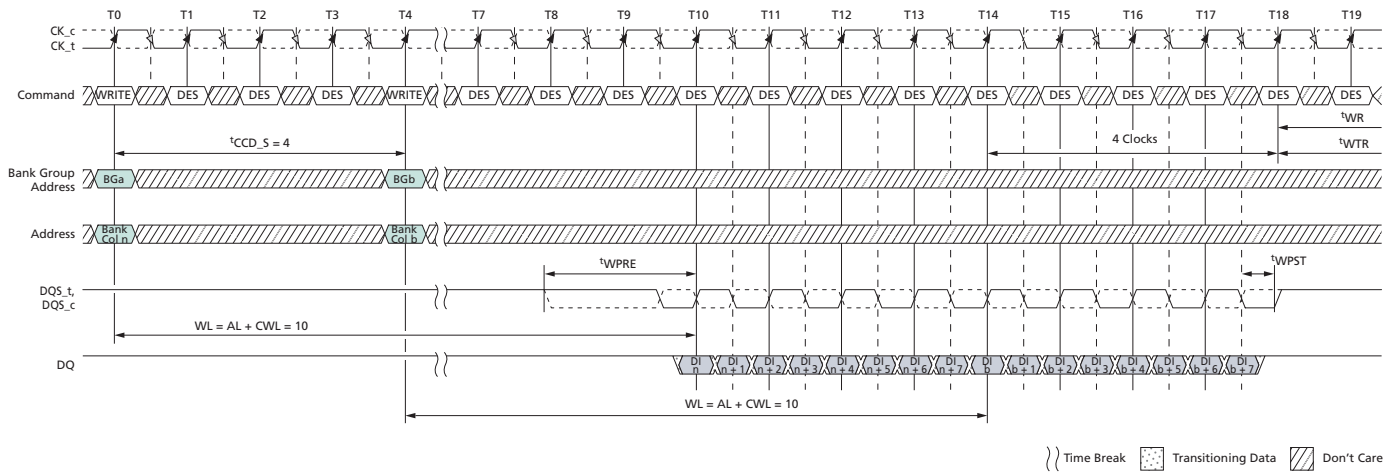 T0 T1 T2 T3 T4 T7 T8 T9 T10 T11 T12 T13 T14 T15 T16 T17 T18 T19
CK_c
CK_t
Command WRITE DES DES DES WRITE DES DES DES DES DES DES DES DES DES DES DES DES DES
tWR
tCCD_S = 4
4 Clocks
tWTR
Bank Group
Address
BGa BGb
Address
Bank
Col n
Bank
Col b
tWPRE
tWPST
DQS_t,
DQS_c
WL = AL + CWL = 10
DQ
DI
n
DI
n + 1
DI
n + 2
DI
n + 3
DI
n + 4
DI
n + 5
DI
n + 6
DI
n + 7
DI
b
DI
b + 1
DI
b + 2
DI
b + 3
DI
b + 4
DI
b + 5
DI
b + 6
DI
b + 7
WL = AL + CWL = 10
Time Break Transitioning Data Don't Care